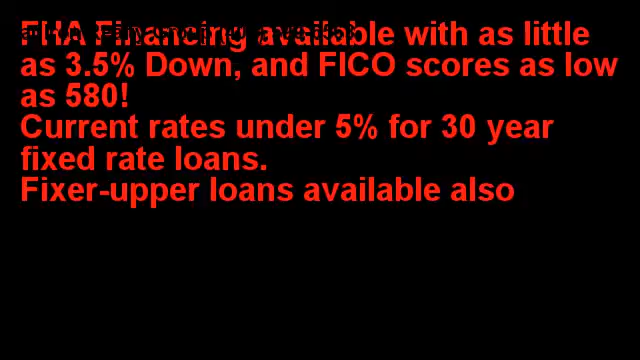 FHA Financing available with as little
as 3.5% Down, and FICO scores as low
as 580!
Current rates under 5% for 30 year
fixed rate loans.
Fixer-upper loans available also